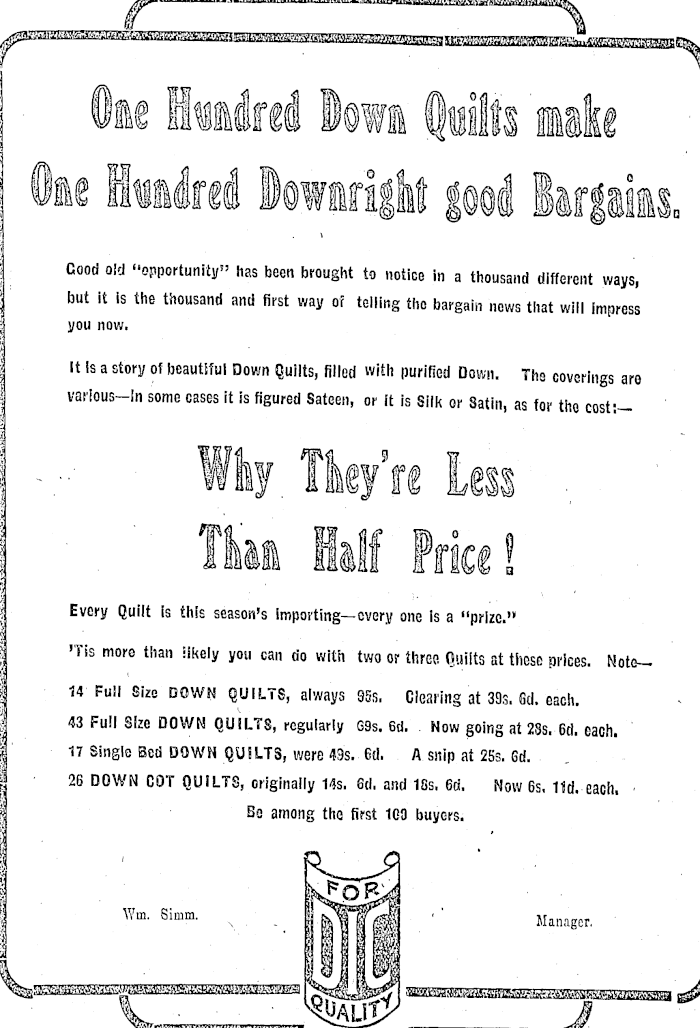 One Hundred Down Quilts make
One Hundred Downright good Bargains.
Good old "opportunity" has been brought to notice in a thousand different ways,
but it is the thousand and first way of telling the bargain news that will impress
you now.
It is a story of beautiful Down Quilts, filled with purified Down. The coverings are
various—in some cases it is figured Sateen, or it is Silk or Satin, as for the cost:—
Why They're Less
Than Half Price!
Every Quilt is this season's importing—every one is a "prize."
'Tis more than likely you can do with two or three Quilts at these prices. Note—
14 Full Size DOWN QUILTS, always 95s. Clearing at 39s. 6d. each.
43 Full Size DOWN QUILTS, regularly 69s. 6d. Now going at 29s. 6d. each.
17 Single Bed DOWN QUILTS, were 49s. 6d. A snip at 25s. 6d.
26 DOWN COT QUILTS, originally 14s. 6d. and 18s. 6d. Now 6s. 11d. each.
Be among the first 100 buyers.
FOR
DIC
QUALITY
Wm. Simm.
Manager.